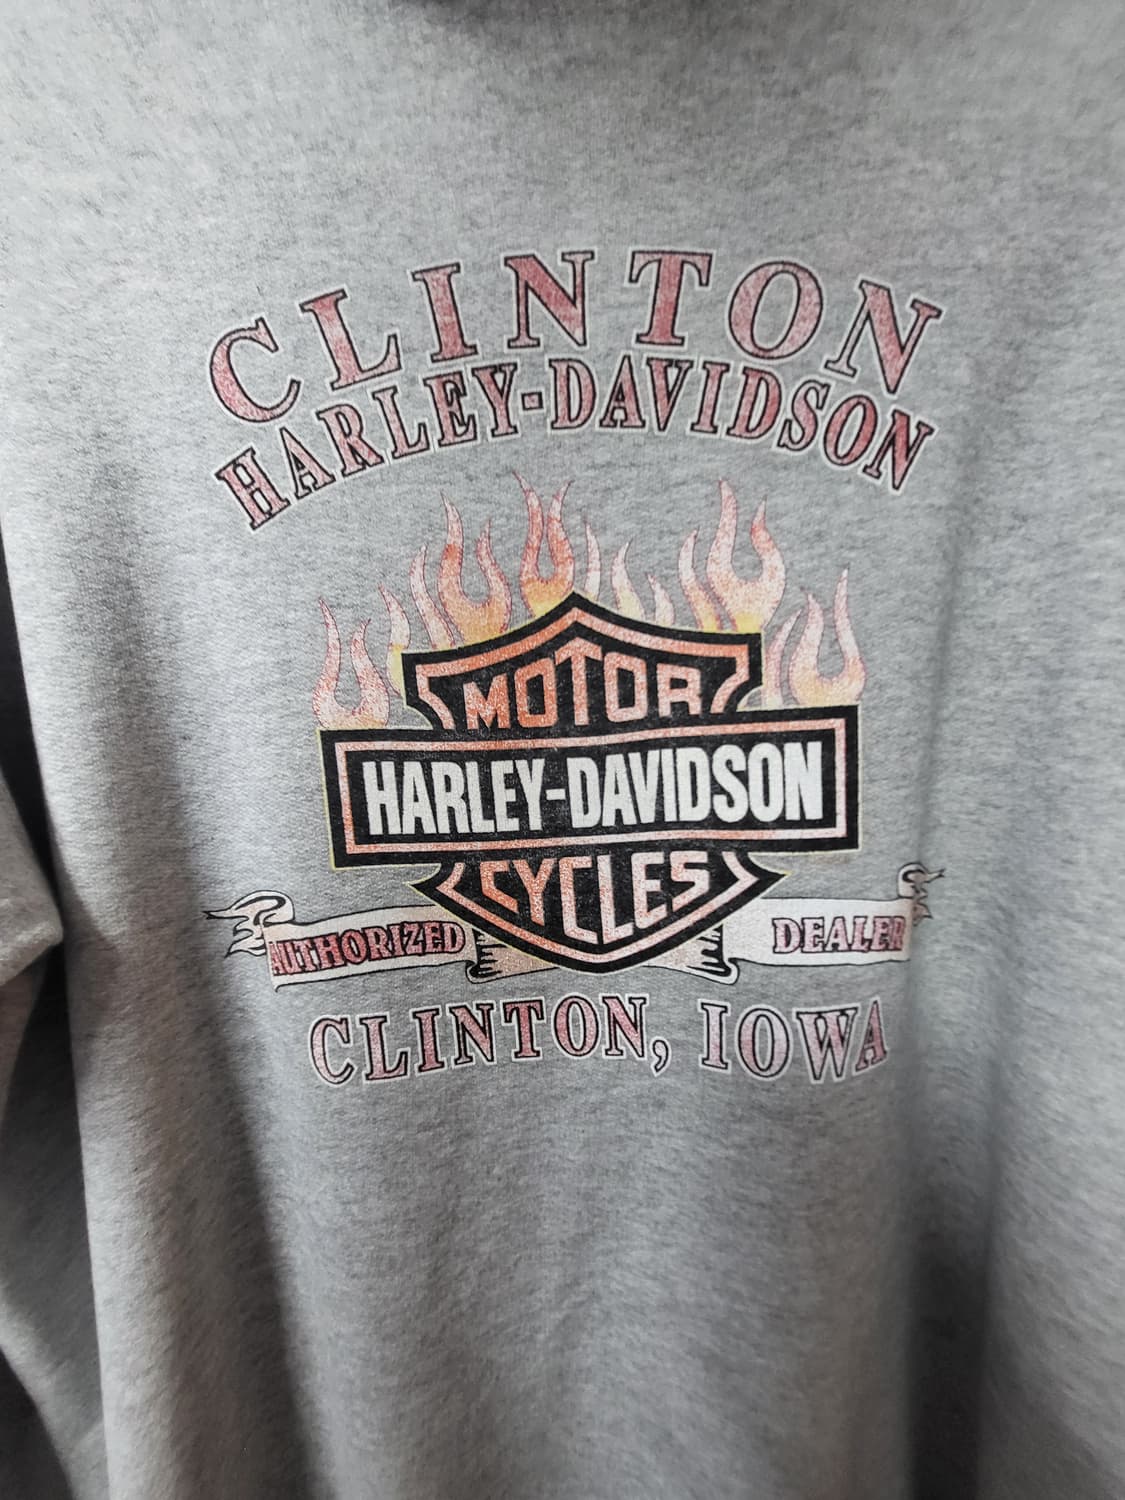 CLINTON
HARLEY-DAVIDSON
MOTOR
HARLEY-DAVIDSON
CYCLES
AUTHORIZED DEALER
CLINTON, IOWA